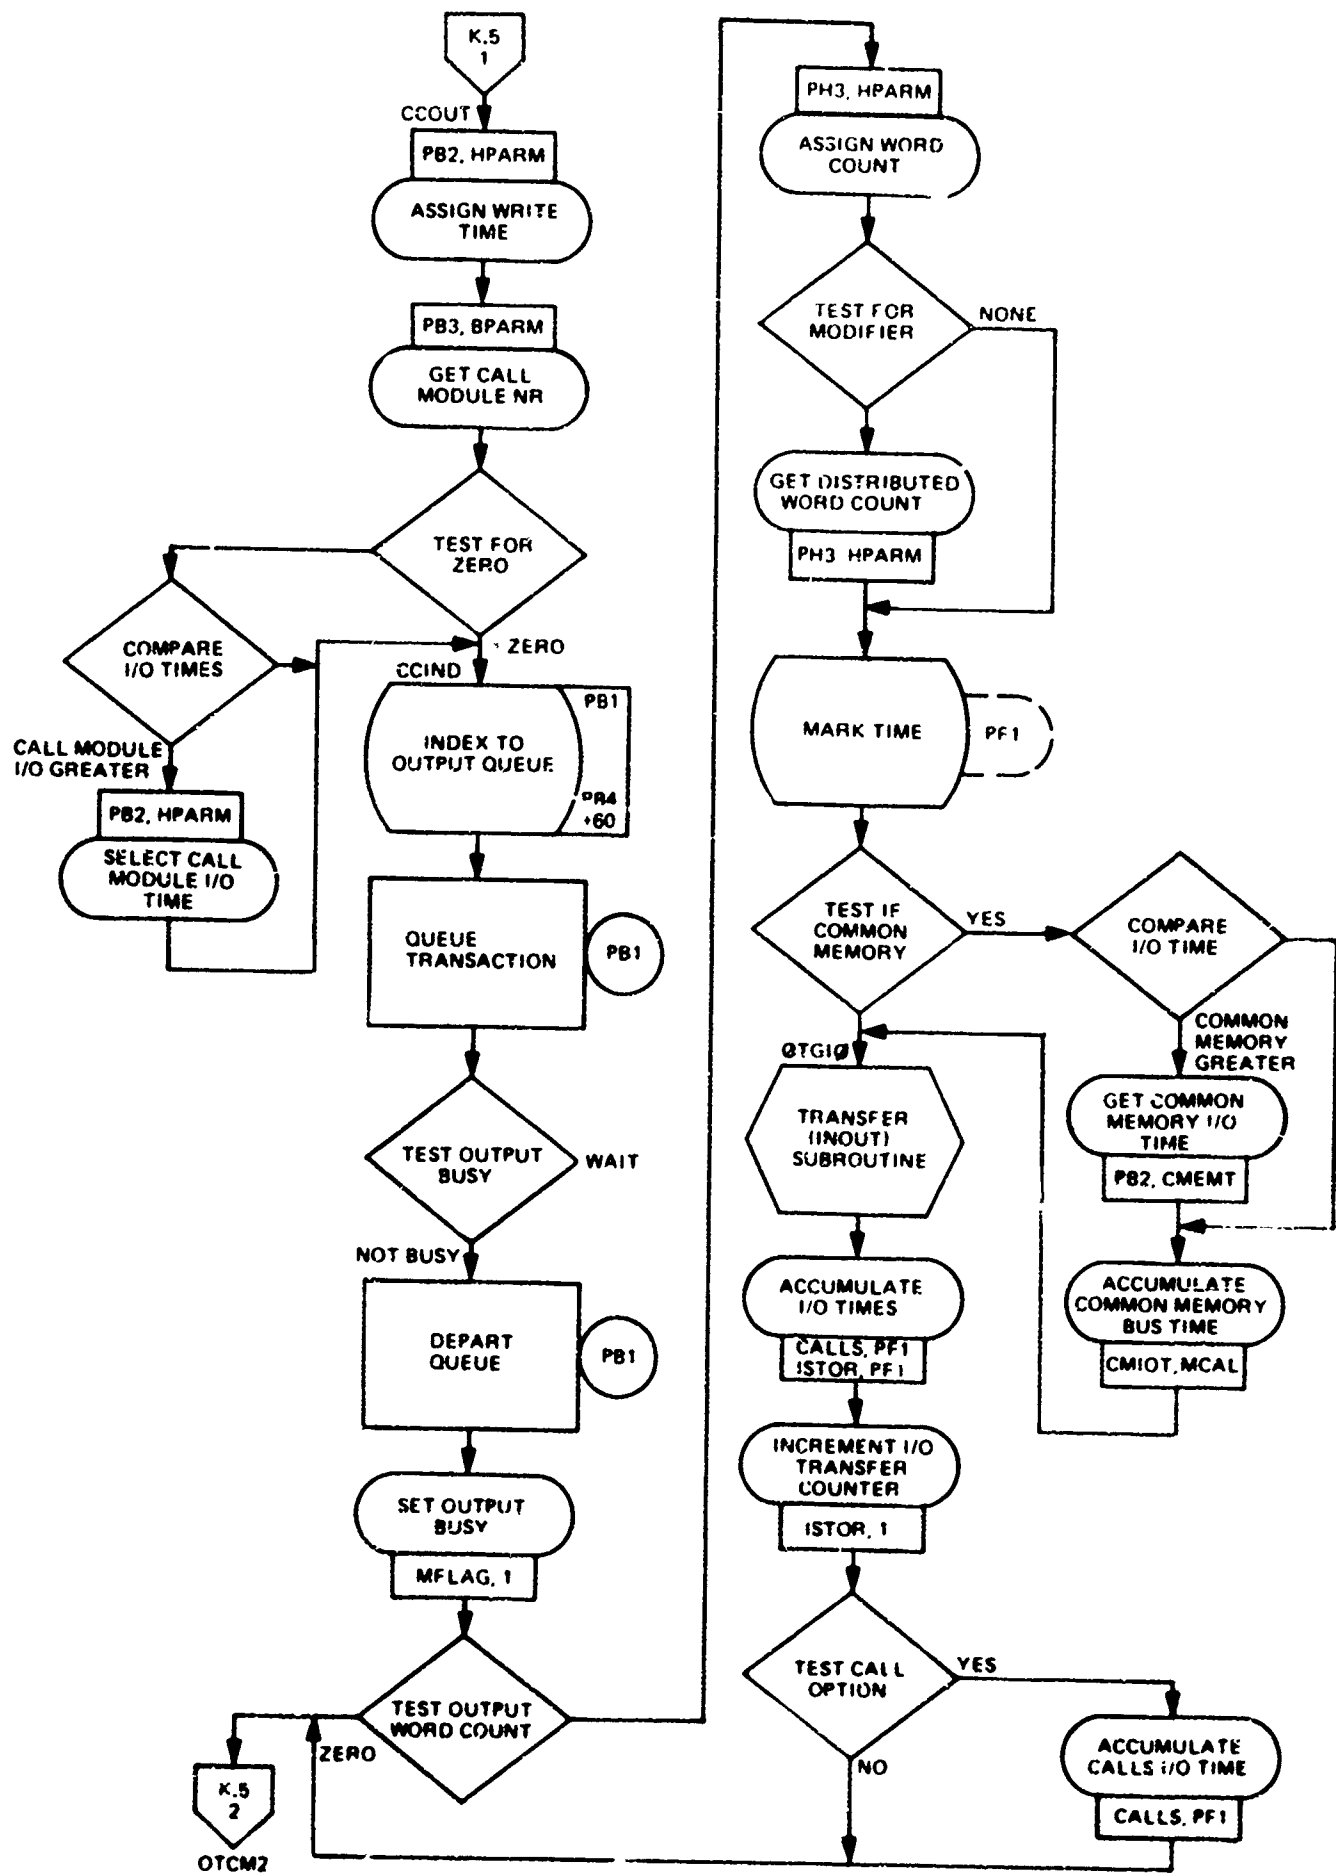 K.5
1
CCOUT
PB2, HPARM
ASSIGN WRITE
TIME
PB3, BPARM
GET CALL
MODULE NR
TEST FOR
ZERO
COMPARE
I/O TIMES
ZERO
CCIND
CALL MODULE
I/O GREATER
PB2, HPARM
SELECT CALL
MODULE I/O
TIME
INDEX TO
OUTPUT QUEUE
PB1
PB4
+60
QUEUE
TRANSACTION
PB1
TEST OUTPUT
BUSY
WAIT
NOT BUSY
DEPART
QUEUE
PB1
SET OUTPUT
BUSY
MFLAG, 1
TEST OUTPUT
WORD COUNT
ZERO
K.5
2
OTCM2
PH3, HPARM
ASSIGN WORD
COUNT
TEST FOR
MODIFIER
NONE
GET DISTRIBUTED
WORD COUNT
PH3 HPARM
MARK TIME
PF1
TEST IF
COMMON
MEMORY
YES
COMPARE
I/O TIME
COMMON
MEMORY
GREATER
GET COMMON
MEMORY I/O
TIME
PB2, CMEMT
ACCUMULATE
COMMON MEMORY
BUS TIME
CMIOT, MCAL
ØTGIØ
TRANSFER
(INOUT)
SUBROUTINE
ACCUMULATE
I/O TIMES
CALLS, PF1
ISTOR, PF1
INCREMENT I/O
TRANSFER
COUNTER
ISTOR, 1
TEST CALL
OPTION
YES
NO
ACCUMULATE
CALLS I/O TIME
CALLS, PF1